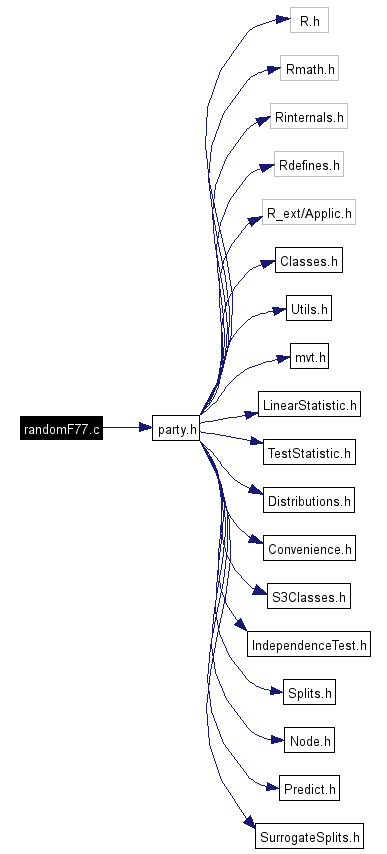 R.h
Rmath.h
Rinternals.h
Rdefines.h
R_ext/Applic.h
Classes.h
Utils.h
mvt.h
LinearStatistic.h
randomF77.c
party.h
TestStatistic.h
Distributions.h
Convenience.h
S3Classes.h
IndependenceTest.h
Splits.h
Node.h
Predict.h
SurrogateSplits.h